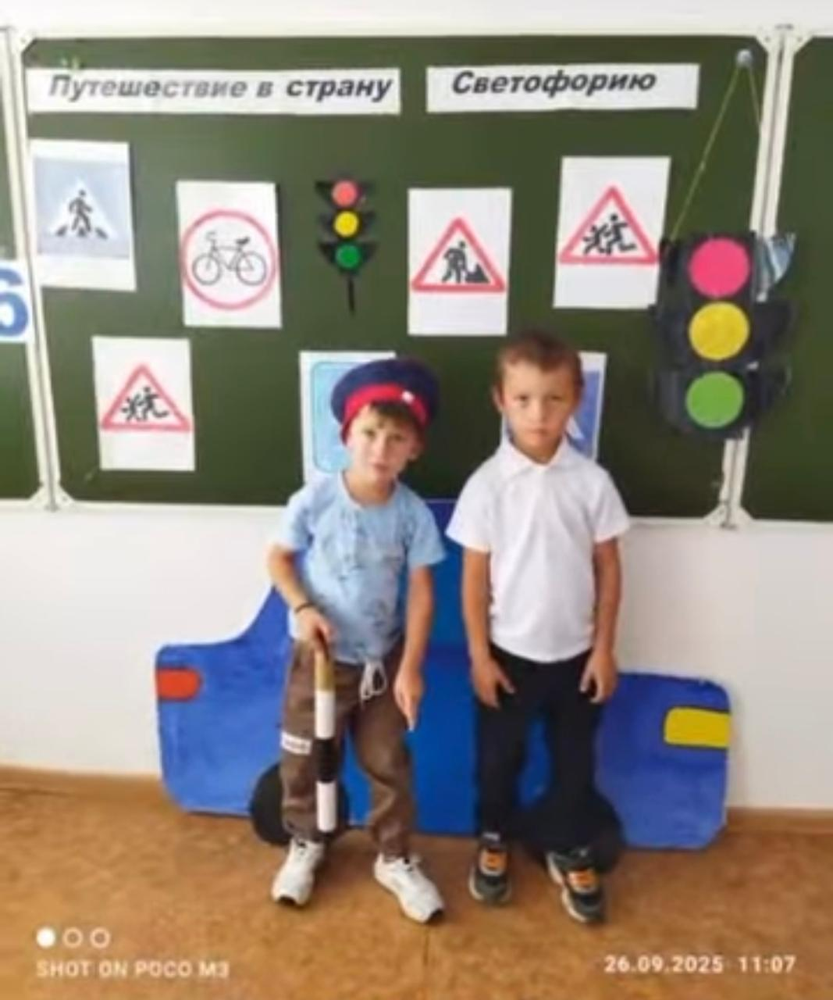 Путешествие в страну
Светофорию
6
SHOT ON POCO M3
26.09.2025 11:07